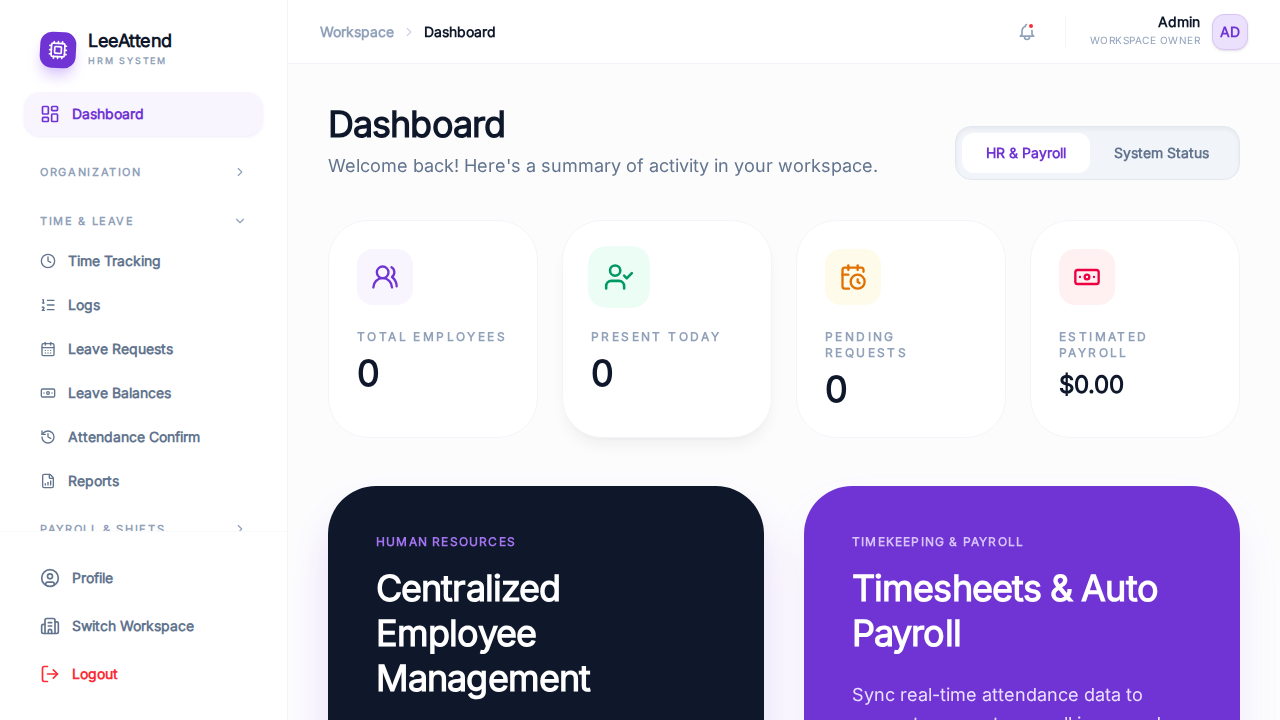 LeeAttend
HRM SYSTEM
Dashboard
ORGANIZATION
TIME & LEAVE
Time Tracking
Logs
Leave Requests
Leave Balances
Attendance Confirm
Reports
PAYROLL & SHIFTS
Profile
Switch Workspace
Logout
Workspace
Dashboard
Admin
WORKSPACE OWNER
AD
Dashboard
Welcome back! Here's a summary of activity in your workspace.
HR & Payroll
System Status
TOTAL EMPLOYEES
0
PRESENT TODAY
0
PENDING
REQUESTS
0
ESTIMATED
PAYROLL
$0.00
HUMAN RESOURCES
Centralized
Employee
Management
TIMEKEEPING & PAYROLL
Timesheets & Auto
Payroll
Sync real-time attendance data to